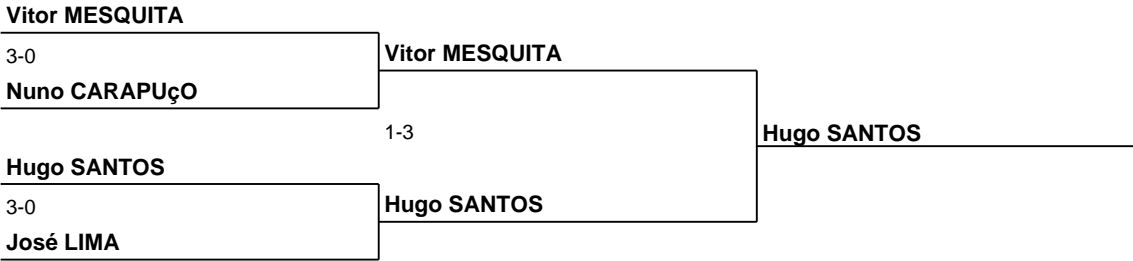 Vitor MESQUITA
3-0
Vitor MESQUITA
Nuno CARAPUçO
1-3
Hugo SANTOS
Hugo SANTOS
3-0
Hugo SANTOS
José LIMA